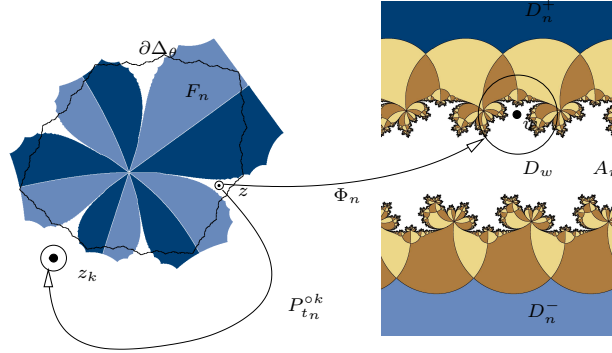 ∂Δ_θ
F_n
z
z_k
P_{t_n}^{∘k}
Φ_n
D_n^+
D_w
D_n^-